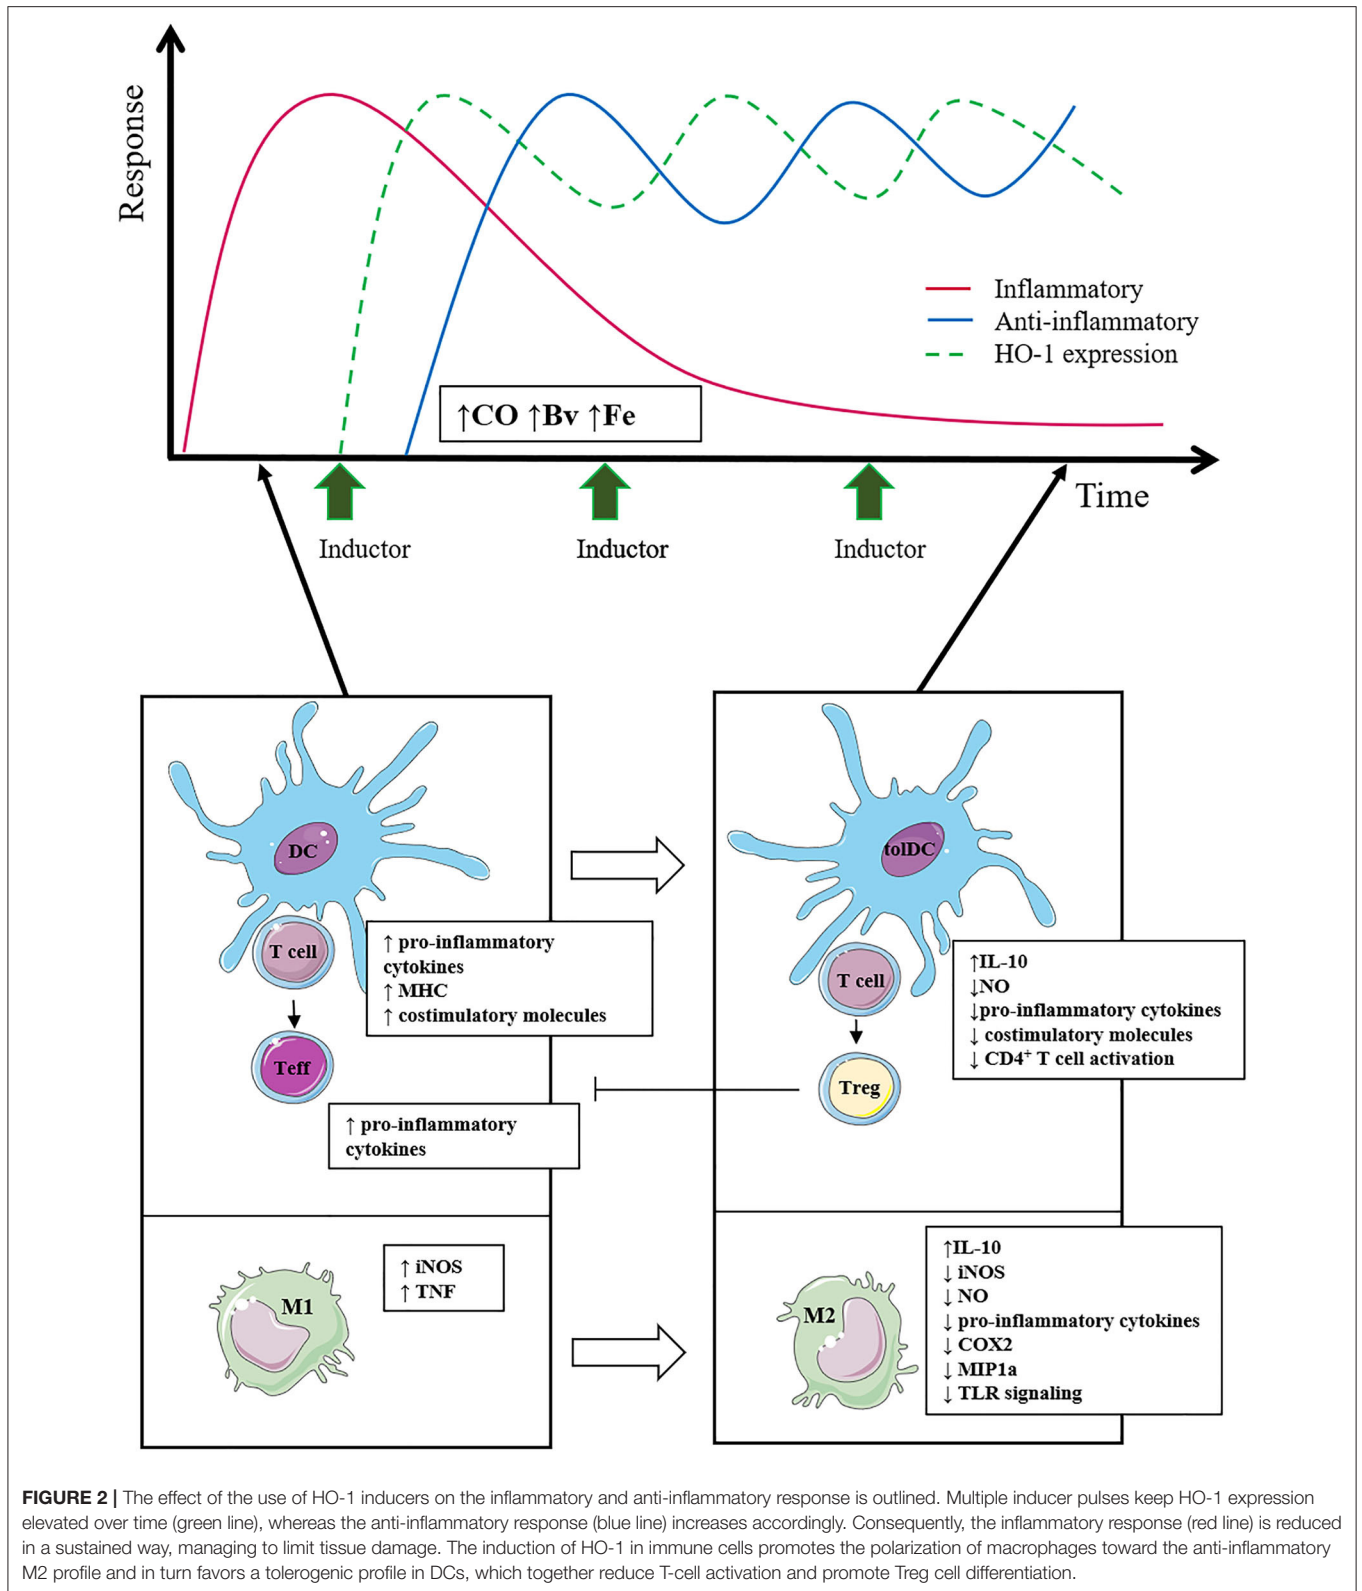 Response
Inflammatory
Anti-inflammatory
HO-1 expression
↑CO ↑Bv ↑Fe
Time
Inductor
Inductor
Inductor
DC
T cell
↑ pro-inflammatory
cytokines
↑ MHC
↑ costimulatory molecules
Teff
↑ pro-inflammatory
cytokines
tolDC
T cell
↑IL-10
↓NO
↓pro-inflammatory cytokines
↓ costimulatory molecules
↓ CD4⁺ T cell activation
Treg
M1
↑ iNOS
↑ TNF
M2
↑IL-10
↓ iNOS
↓ NO
↓ pro-inflammatory cytokines
↓ COX2
↓ MIP1a
↓ TLR signaling
FIGURE 2 | The effect of the use of HO-1 inducers on the inflammatory and anti-inflammatory response is outlined. Multiple inducer pulses keep HO-1 expression
elevated over time (green line), whereas the anti-inflammatory response (blue line) increases accordingly. Consequently, the inflammatory response (red line) is reduced
in a sustained way, managing to limit tissue damage. The induction of HO-1 in immune cells promotes the polarization of macrophages toward the anti-inflammatory
M2 profile and in turn favors a tolerogenic profile in DCs, which together reduce T-cell activation and promote Treg cell differentiation.